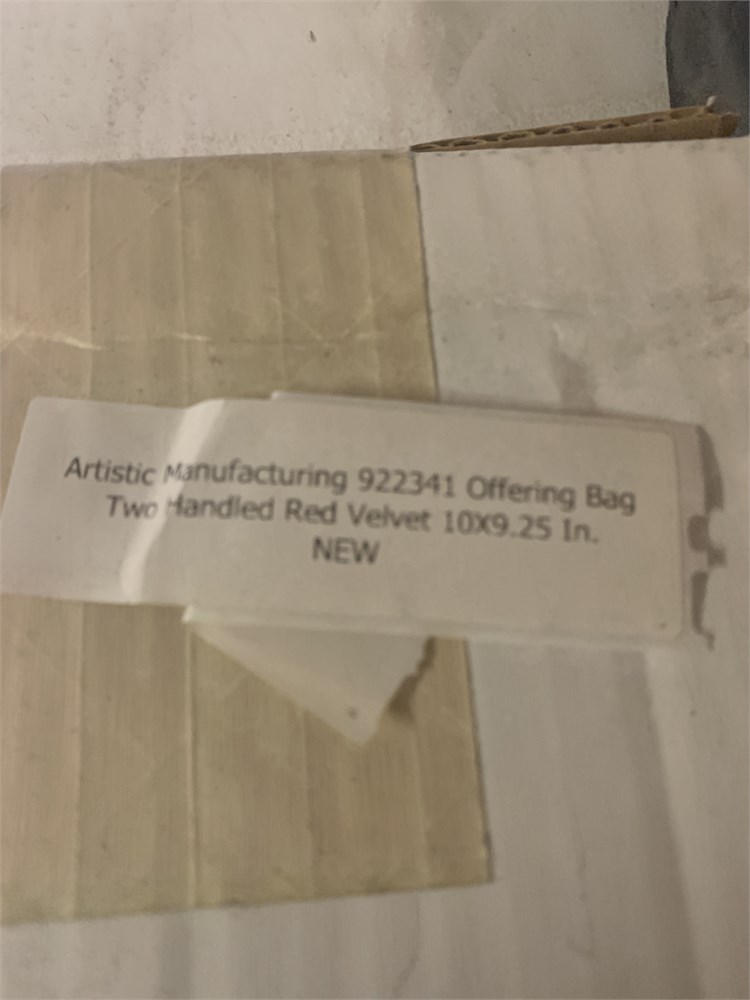 Artistic Manufacturing 922341 Offering Bag
Two Handled Red Velvet 10X9.25 In.
NEW